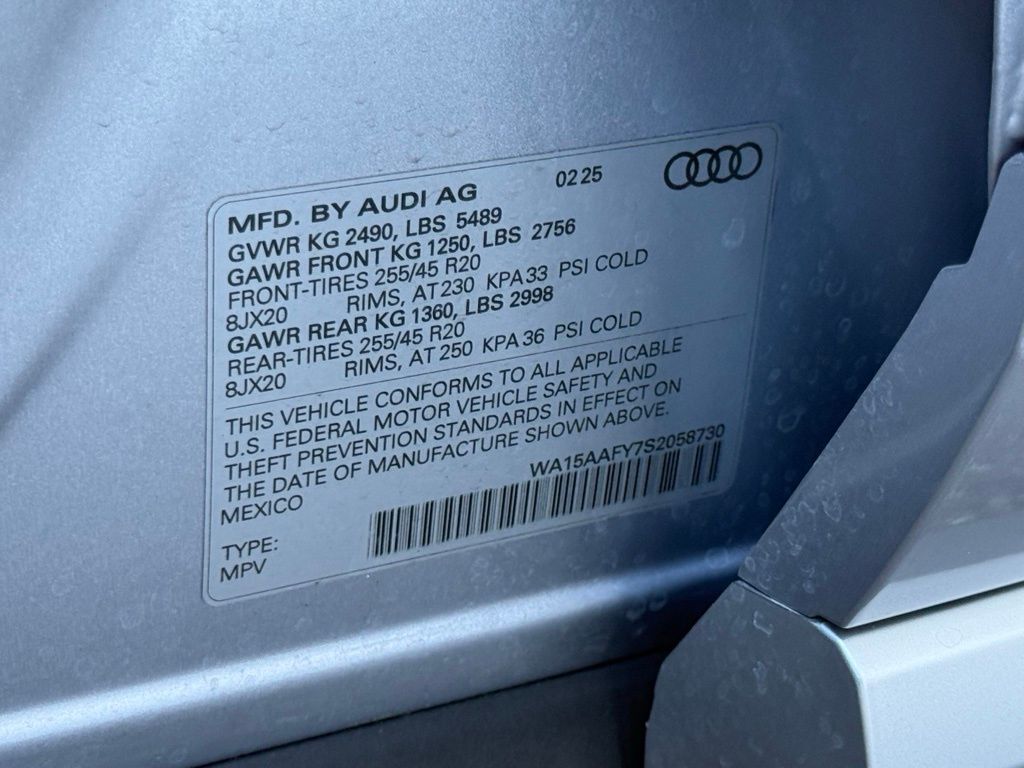 MFD. BY AUDI AG 02 25
GVWR KG 2490, LBS 5489
GAWR FRONT KG 1250, LBS 2756
FRONT-TIRES 255/45 R20
8JX20 RIMS, AT 230 KPA 33 PSI COLD
GAWR REAR KG 1360, LBS 2998
REAR-TIRES 255/45 R20
8JX20 RIMS, AT 250 KPA 36 PSI COLD
THIS VEHICLE CONFORMS TO ALL APPLICABLE
U.S. FEDERAL MOTOR VEHICLE SAFETY AND
THEFT PREVENTION STANDARDS IN EFFECT ON
THE DATE OF MANUFACTURE SHOWN ABOVE.
MEXICO WA15AAFY7S2058730
TYPE:
MPV